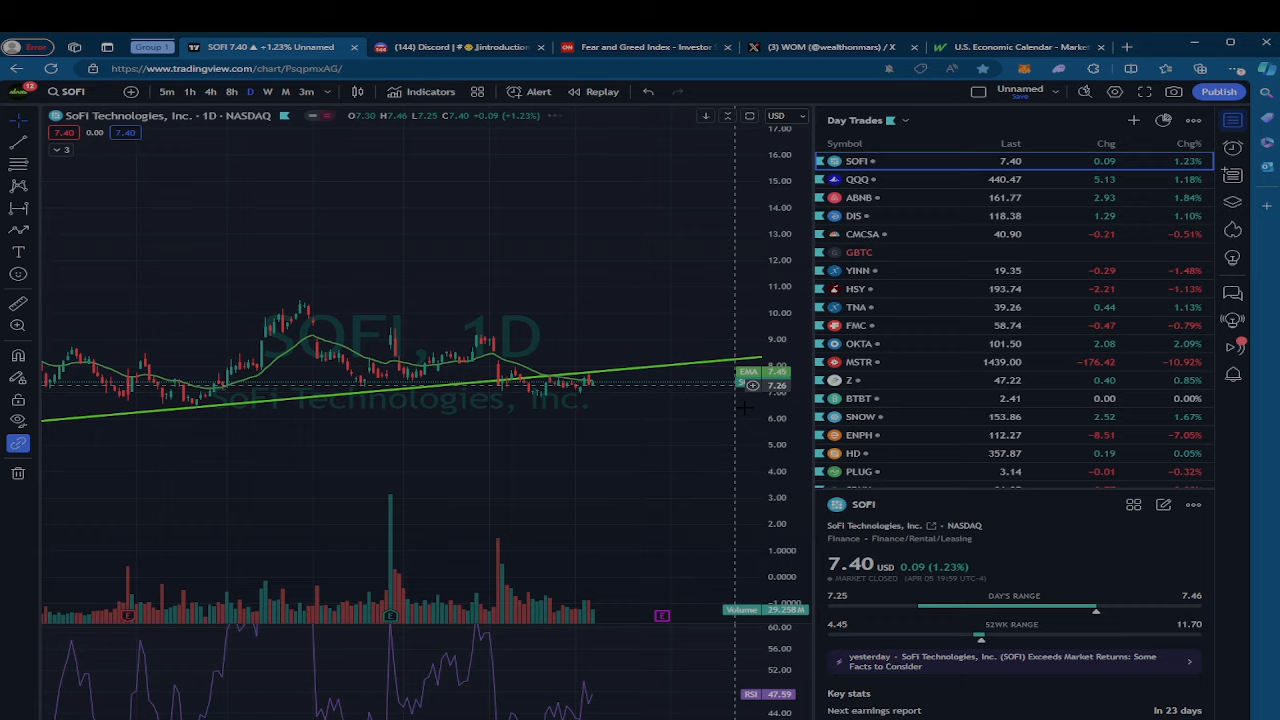 Error
Group 1
SOFI 7.40 ▲ +1.23% Unnamed
(144) Discord | #
introduction
Fear and Greed Index - Investor S
(3) WOM (@wealthonmars) / X
U.S. Economic Calendar - Market
https://www.tradingview.com/chart/PsqpmxAG/
12
SOFI
5m 1h 4h 8h D W M 3m
Indicators
Alert
Replay
Unnamed
Save
Publish
SoFi Technologies, Inc. · 1D · NASDAQ
O7.30 H7.46 L7.25 C7.40 +0.09 (+1.23%)
USD
7.40 0.00 7.40
3
17.00
16.00
15.00
14.00
13.00
12.00
11.00
10.00
9.00
8.00
EMA 7.45
7.26
7.00
6.00
5.00
4.00
3.00
2.00
1.0000
0.0000
−1.0000
Volume 29.258M
60.00
56.00
52.00
RSI 47.59
44.00
SOFI, 1D
SoFi Technologies, Inc.
E
E
E
Day Trades
Symbol Last Chg Chg%
SOFI 7.40 0.09 1.23%
QQQ 440.47 5.13 1.18%
ABNB 161.77 2.93 1.84%
DIS 118.38 1.29 1.10%
CMCSA 40.90 −0.21 −0.51%
GBTC
YINN 19.35 −0.29 −1.48%
HSY 193.74 −2.21 −1.13%
TNA 39.26 0.44 1.13%
FMC 58.74 −0.47 −0.79%
OKTA 101.50 2.08 2.09%
MSTR 1439.00 −176.42 −10.92%
Z 47.22 0.40 0.85%
BTBT 2.41 0.00 0.00%
SNOW 153.86 2.52 1.67%
ENPH 112.27 −8.51 −7.05%
HD 357.87 0.19 0.05%
PLUG 3.14 −0.01 −0.32%
SOFI
SoFi Technologies, Inc. · NASDAQ
Finance · Finance/Rental/Leasing
7.40 USD 0.09 (1.23%)
MARKET CLOSED (APR 05 19:59 UTC-4)
7.25 DAY'S RANGE 7.46
4.45 52WK RANGE 11.70
yesterday · SoFi Technologies, Inc. (SOFI) Exceeds Market Returns: Some
Facts to Consider
Key stats
Next earnings report In 23 days